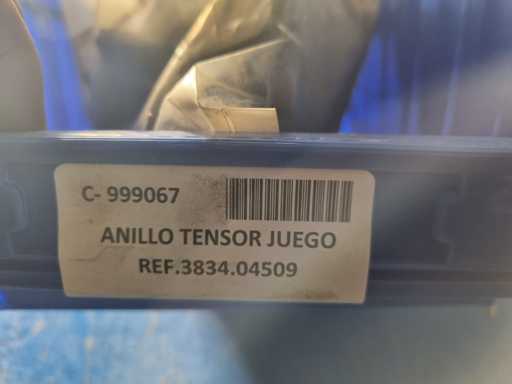 C- 999067
ANILLO TENSOR JUEGO
REF.3834.04509